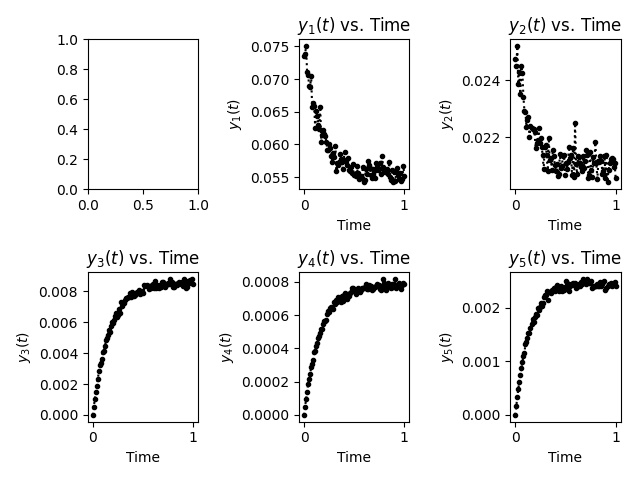 1.0
0.8
0.6
0.4
0.2
0.0
0.0 0.5 1.0
y₁(t) vs. Time
y₁(t)
0.075
0.070
0.065
0.060
0.055
0 1
Time
y₂(t) vs. Time
y₂(t)
0.024
0.022
0 1
Time
y₃(t) vs. Time
y₃(t)
0.008
0.006
0.004
0.002
0.000
0 1
Time
y₄(t) vs. Time
y₄(t)
0.0008
0.0006
0.0004
0.0002
0.0000
0 1
Time
y₅(t) vs. Time
y₅(t)
0.002
0.001
0.000
0 1
Time